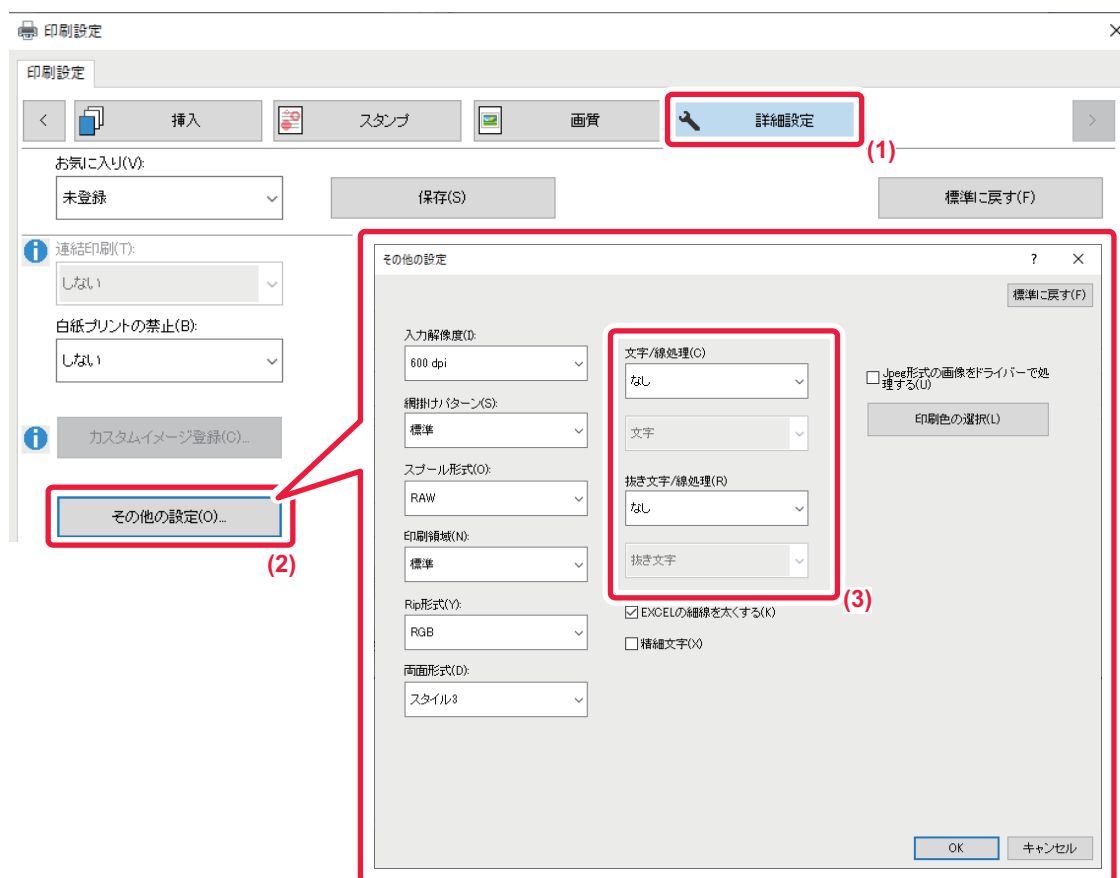 印刷設定
印刷設定
挿入
スタンプ
画質
詳細設定
(1)
お気に入り(V):
未登録
保存(S)
標準に戻す(F)
連結印刷(T):
しない
白紙プリントの禁止(B):
しない
カスタムイメージ登録(C)...
その他の設定(O)...
(2)
その他の設定
?
標準に戻す(F)
入力解像度(I):
600 dpi
網掛けパターン(S):
標準
スプール形式(O):
RAW
印刷領域(N):
標準
Rip形式(Y):
RGB
両面形式(D):
スタイル3
文字/線処理(C)
なし
文字
抜き文字/線処理(R)
なし
抜き文字
(3)
EXCELの細線を太くする(K)
精細文字(X)
Jpeg形式の画像をドライバーで処
理する(U)
印刷色の選択(L)
OK
キャンセル